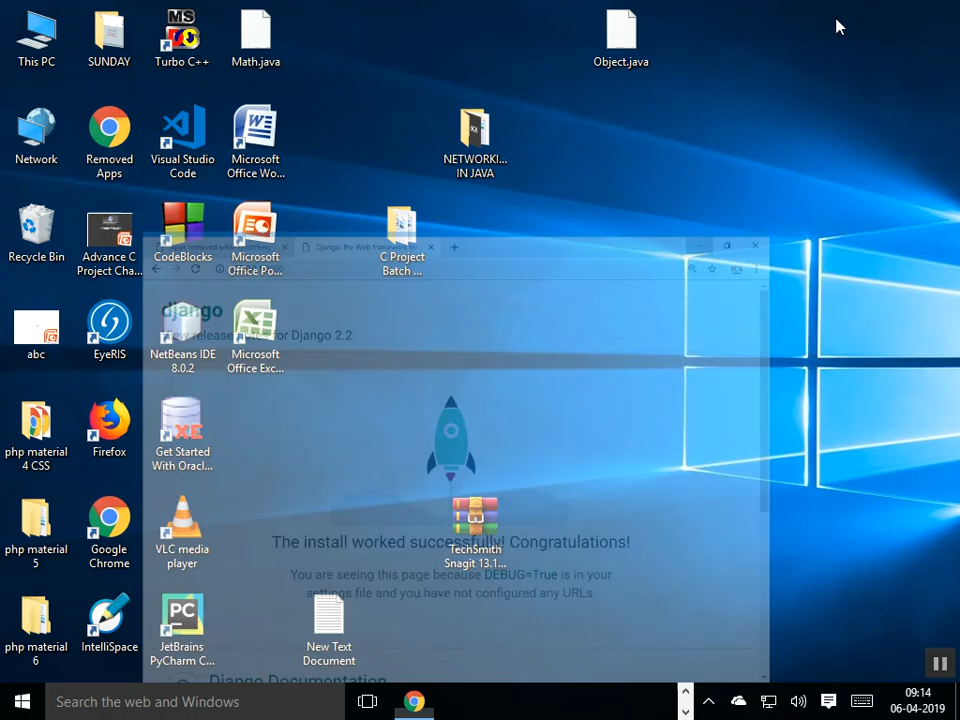 This PC
SUNDAY
MS
Turbo C++
Math.java
Object.java
Network
Removed
Apps
Visual Studio
Code
Microsoft
Office Wo...
NETWORKI...
IN JAVA
Recycle Bin
Advance C
Project Cha...
CodeBlocks
Microsoft
Office Po...
C Project
Batch ...
Django: the Web framework
django
release notes for Django 2.2
abc
EyeRIS
NetBeans IDE
8.0.2
Microsoft
Office Exc...
php material
4 CSS
Firefox
XE
Get Started
With Oracl...
php material
5
Google
Chrome
VLC media
player
TechSmith
Snagit 13.1...
The install worked successfully! Congratulations!
You are seeing this page because DEBUG=True is in your
settings file and you have not configured any URLs.
php material
6
IntelliSpace
PC
JetBrains
PyCharm C...
New Text
Document
Django Documentation
Search the web and Windows
09:14
06-04-2019